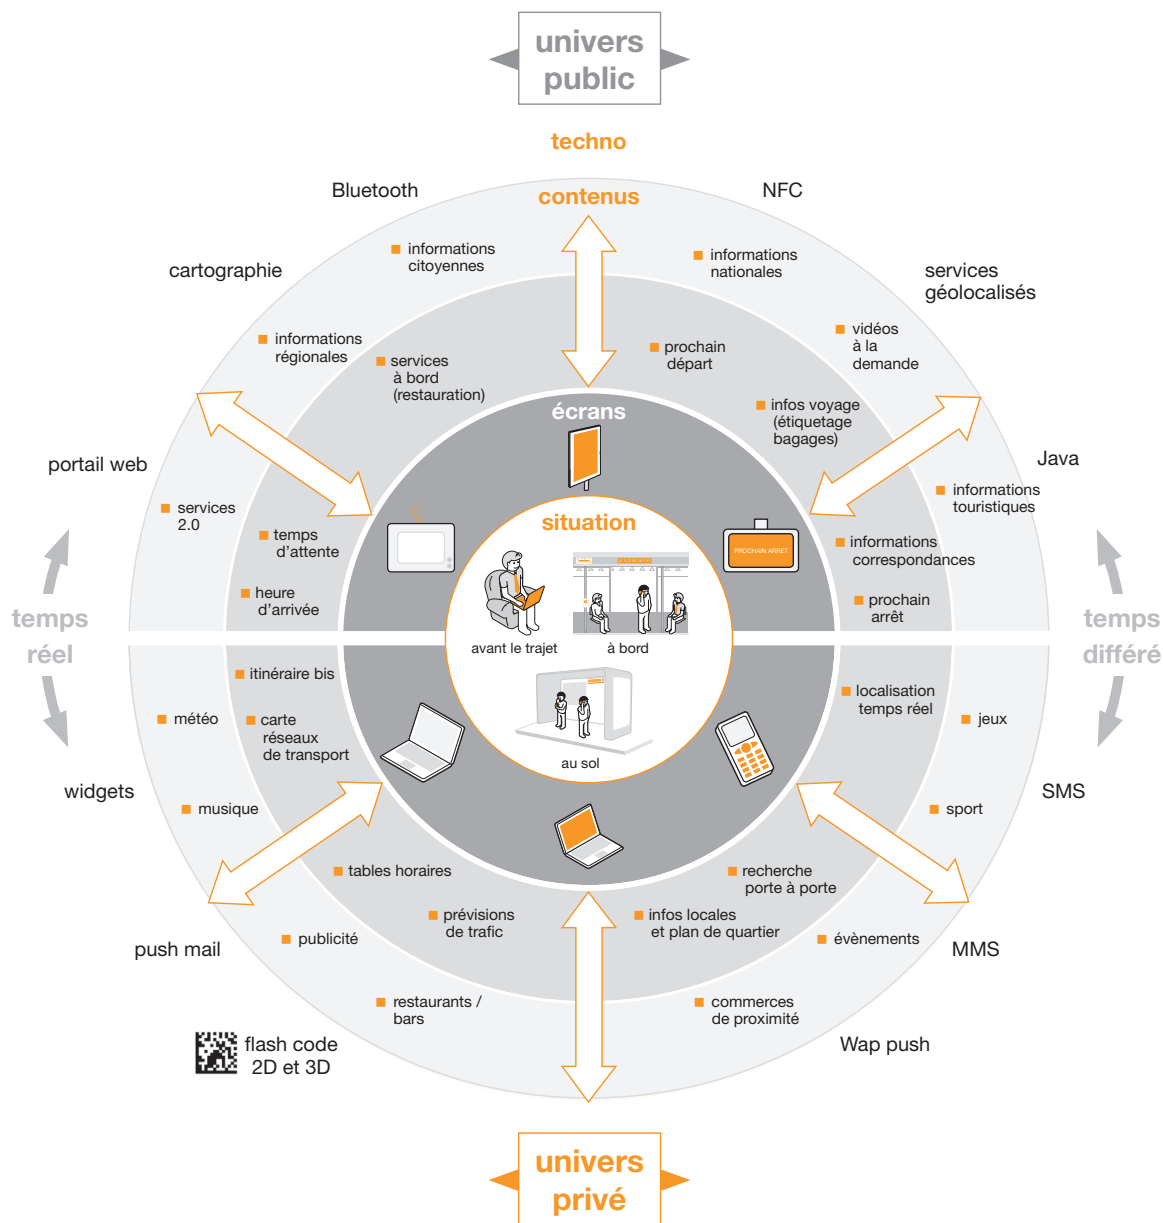 univers
public
techno
Bluetooth
contenus
NFC
informations
citoyennes
informations
nationales
cartographie
services
géolocalisés
informations
régionales
services
à bord
(restauration)
prochain
départ
vidéos
à la
demande
écrans
infos voyage
(étiquetage
bagages)
portail web
Java
services
2.0
temps
d'attente
situation
PROCHAIN ARRET
informations
touristiques
informations
correspondances
heure
d'arrivée
prochain
arrêt
temps
réel
avant le trajet
à bord
temps
différé
itinéraire bis
localisation
temps réel
météo
carte
réseaux
de transport
jeux
au sol
widgets
SMS
musique
sport
tables horaires
recherche
porte à porte
prévisions
de trafic
infos locales
et plan de quartier
push mail
publicité
évènements
MMS
restaurants /
bars
commerces
de proximité
flash code
2D et 3D
Wap push
univers
privé